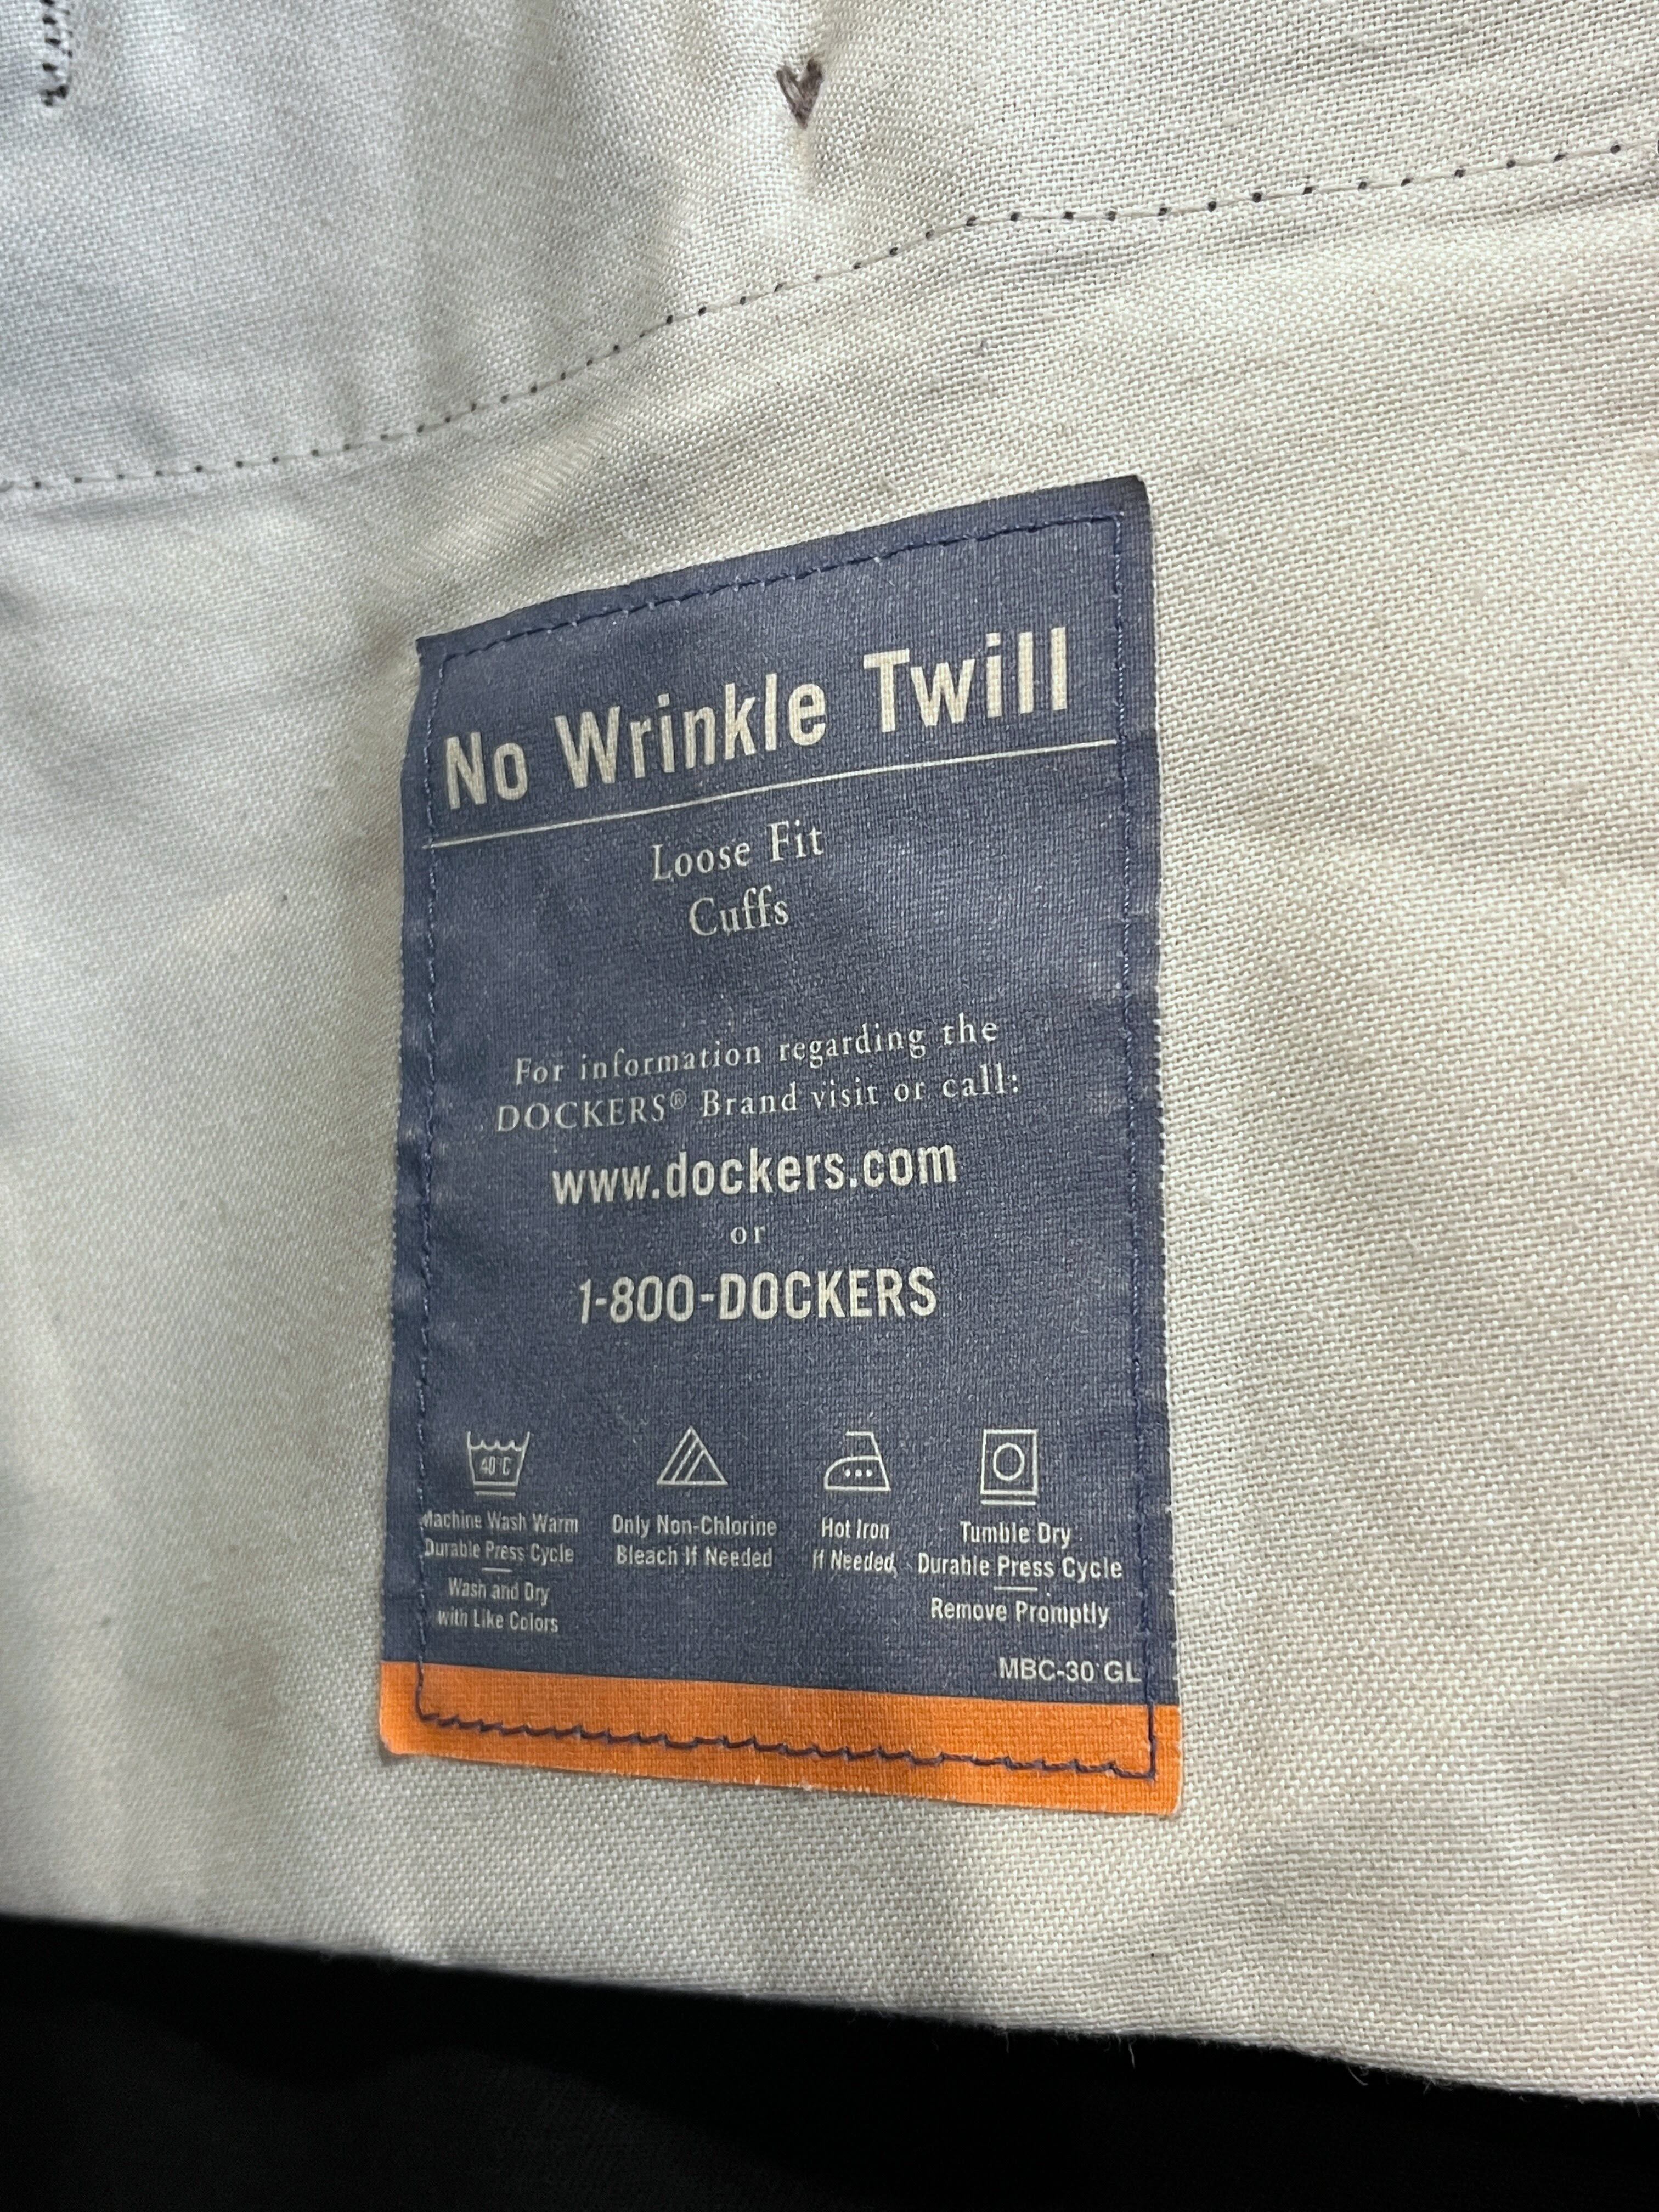 No Wrinkle Twill
Loose Fit
Cuffs
For information regarding the
DOCKERS® Brand visit or call:
www.dockers.com
or
1-800-DOCKERS
40°C
Machine Wash Warm
Durable Press Cycle
Wash and Dry
with Like Colors
Only Non-Chlorine
Bleach If Needed
Hot Iron
If Needed
Tumble Dry
Durable Press Cycle
Remove Promptly
MBC-30 GL